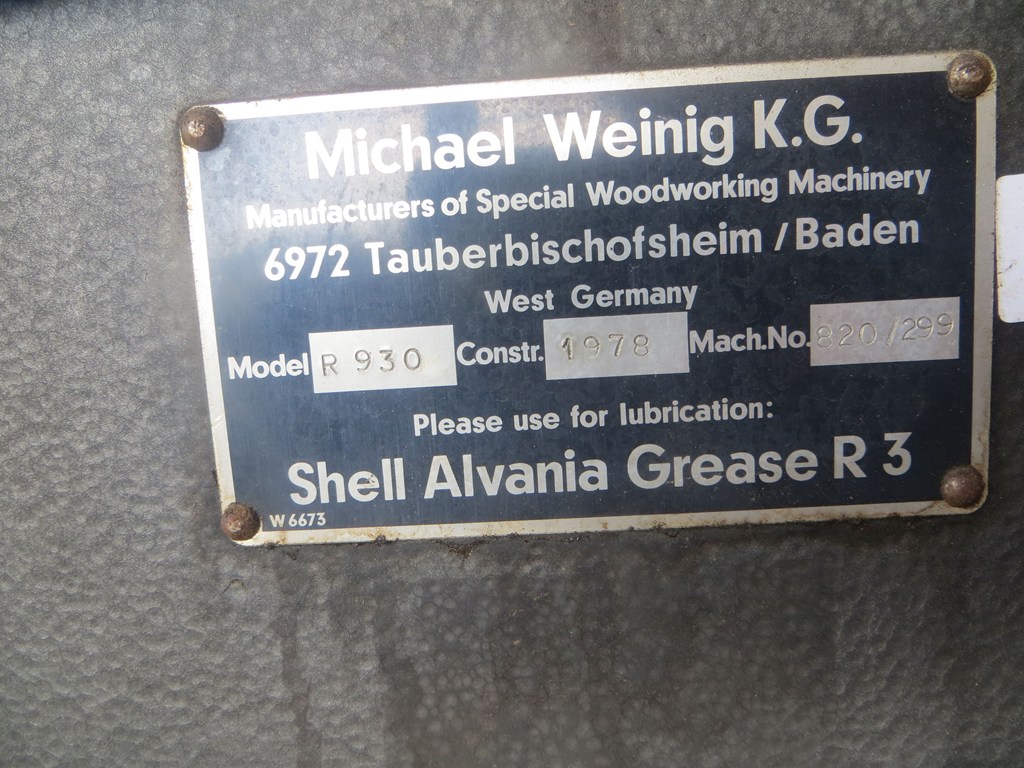 Michael Weinig K.G.
Manufacturers of Special Woodworking Machinery
6972 Tauberbischofsheim / Baden
West Germany
Model R 930 Constr. 1978 Mach.No. 820/299
Please use for lubrication:
Shell Alvania Grease R 3
W 6673